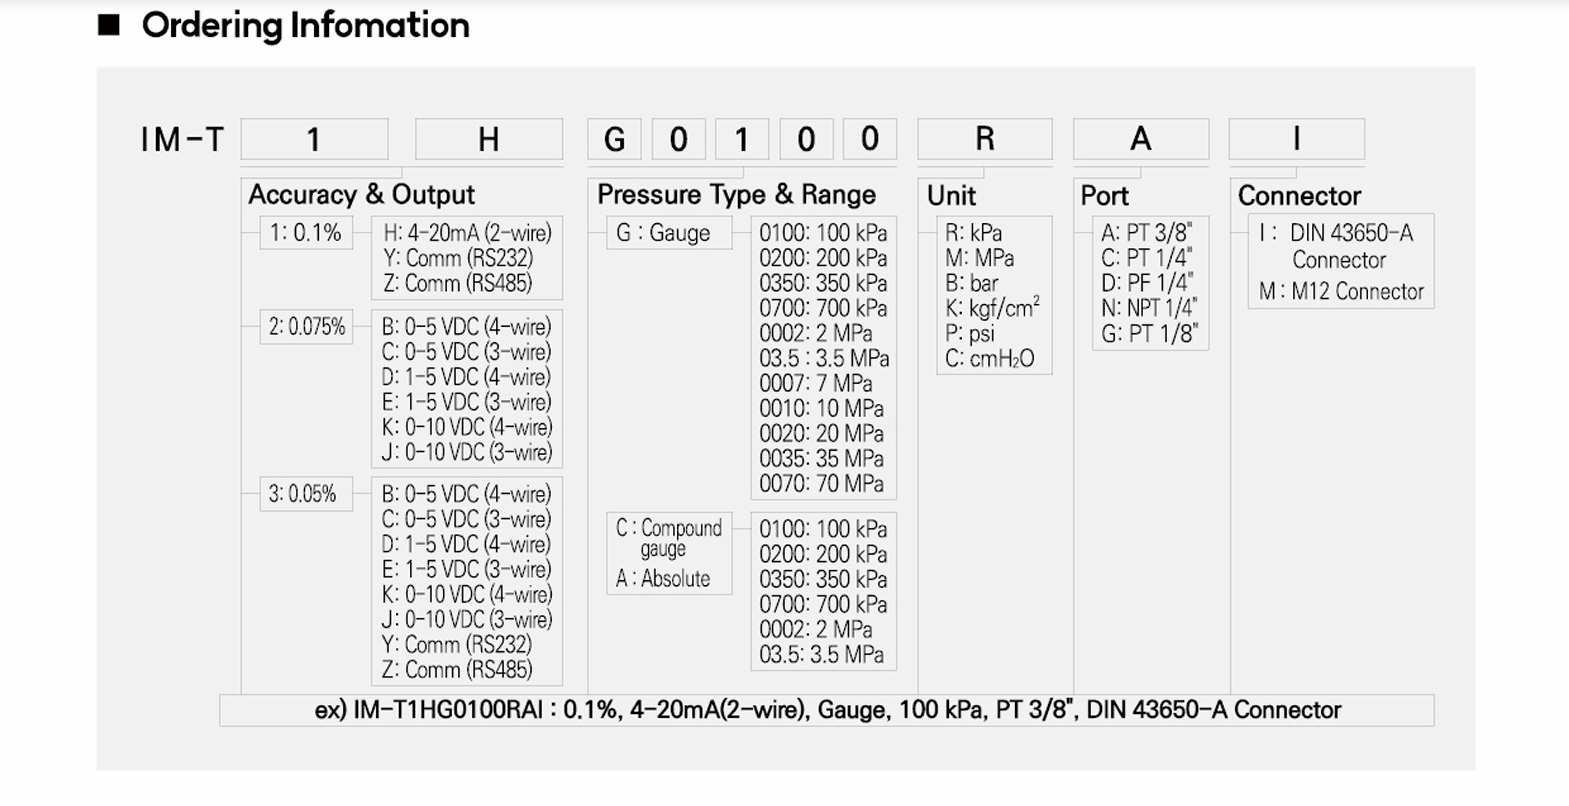 ■ Ordering Infomation
IM-T 1 H G 0 1 0 0 R A I
Accuracy & Output
1: 0.1%
H: 4-20mA (2-wire)
Y: Comm (RS232)
Z: Comm (RS485)
2: 0.075%
B: 0-5 VDC (4-wire)
C: 0-5 VDC (3-wire)
D: 1-5 VDC (4-wire)
E: 1-5 VDC (3-wire)
K: 0-10 VDC (4-wire)
J: 0-10 VDC (3-wire)
3: 0.05%
B: 0-5 VDC (4-wire)
C: 0-5 VDC (3-wire)
D: 1-5 VDC (4-wire)
E: 1-5 VDC (3-wire)
K: 0-10 VDC (4-wire)
J: 0-10 VDC (3-wire)
Y: Comm (RS232)
Z: Comm (RS485)
Pressure Type & Range
G : Gauge
0100: 100 kPa
0200: 200 kPa
0350: 350 kPa
0700: 700 kPa
0002: 2 MPa
03.5 : 3.5 MPa
0007: 7 MPa
0010: 10 MPa
0020: 20 MPa
0035: 35 MPa
0070: 70 MPa
C : Compound
gauge
A : Absolute
0100: 100 kPa
0200: 200 kPa
0350: 350 kPa
0700: 700 kPa
0002: 2 MPa
03.5: 3.5 MPa
Unit
R: kPa
M: MPa
B: bar
K: kgf/cm²
P: psi
C: cmH₂O
Port
A: PT 3/8"
C: PT 1/4"
D: PF 1/4"
N: NPT 1/4"
G: PT 1/8"
Connector
I : DIN 43650-A
Connector
M : M12 Connector
ex) IM-T1HG0100RAI : 0.1%, 4-20mA(2-wire), Gauge, 100 kPa, PT 3/8", DIN 43650-A Connector